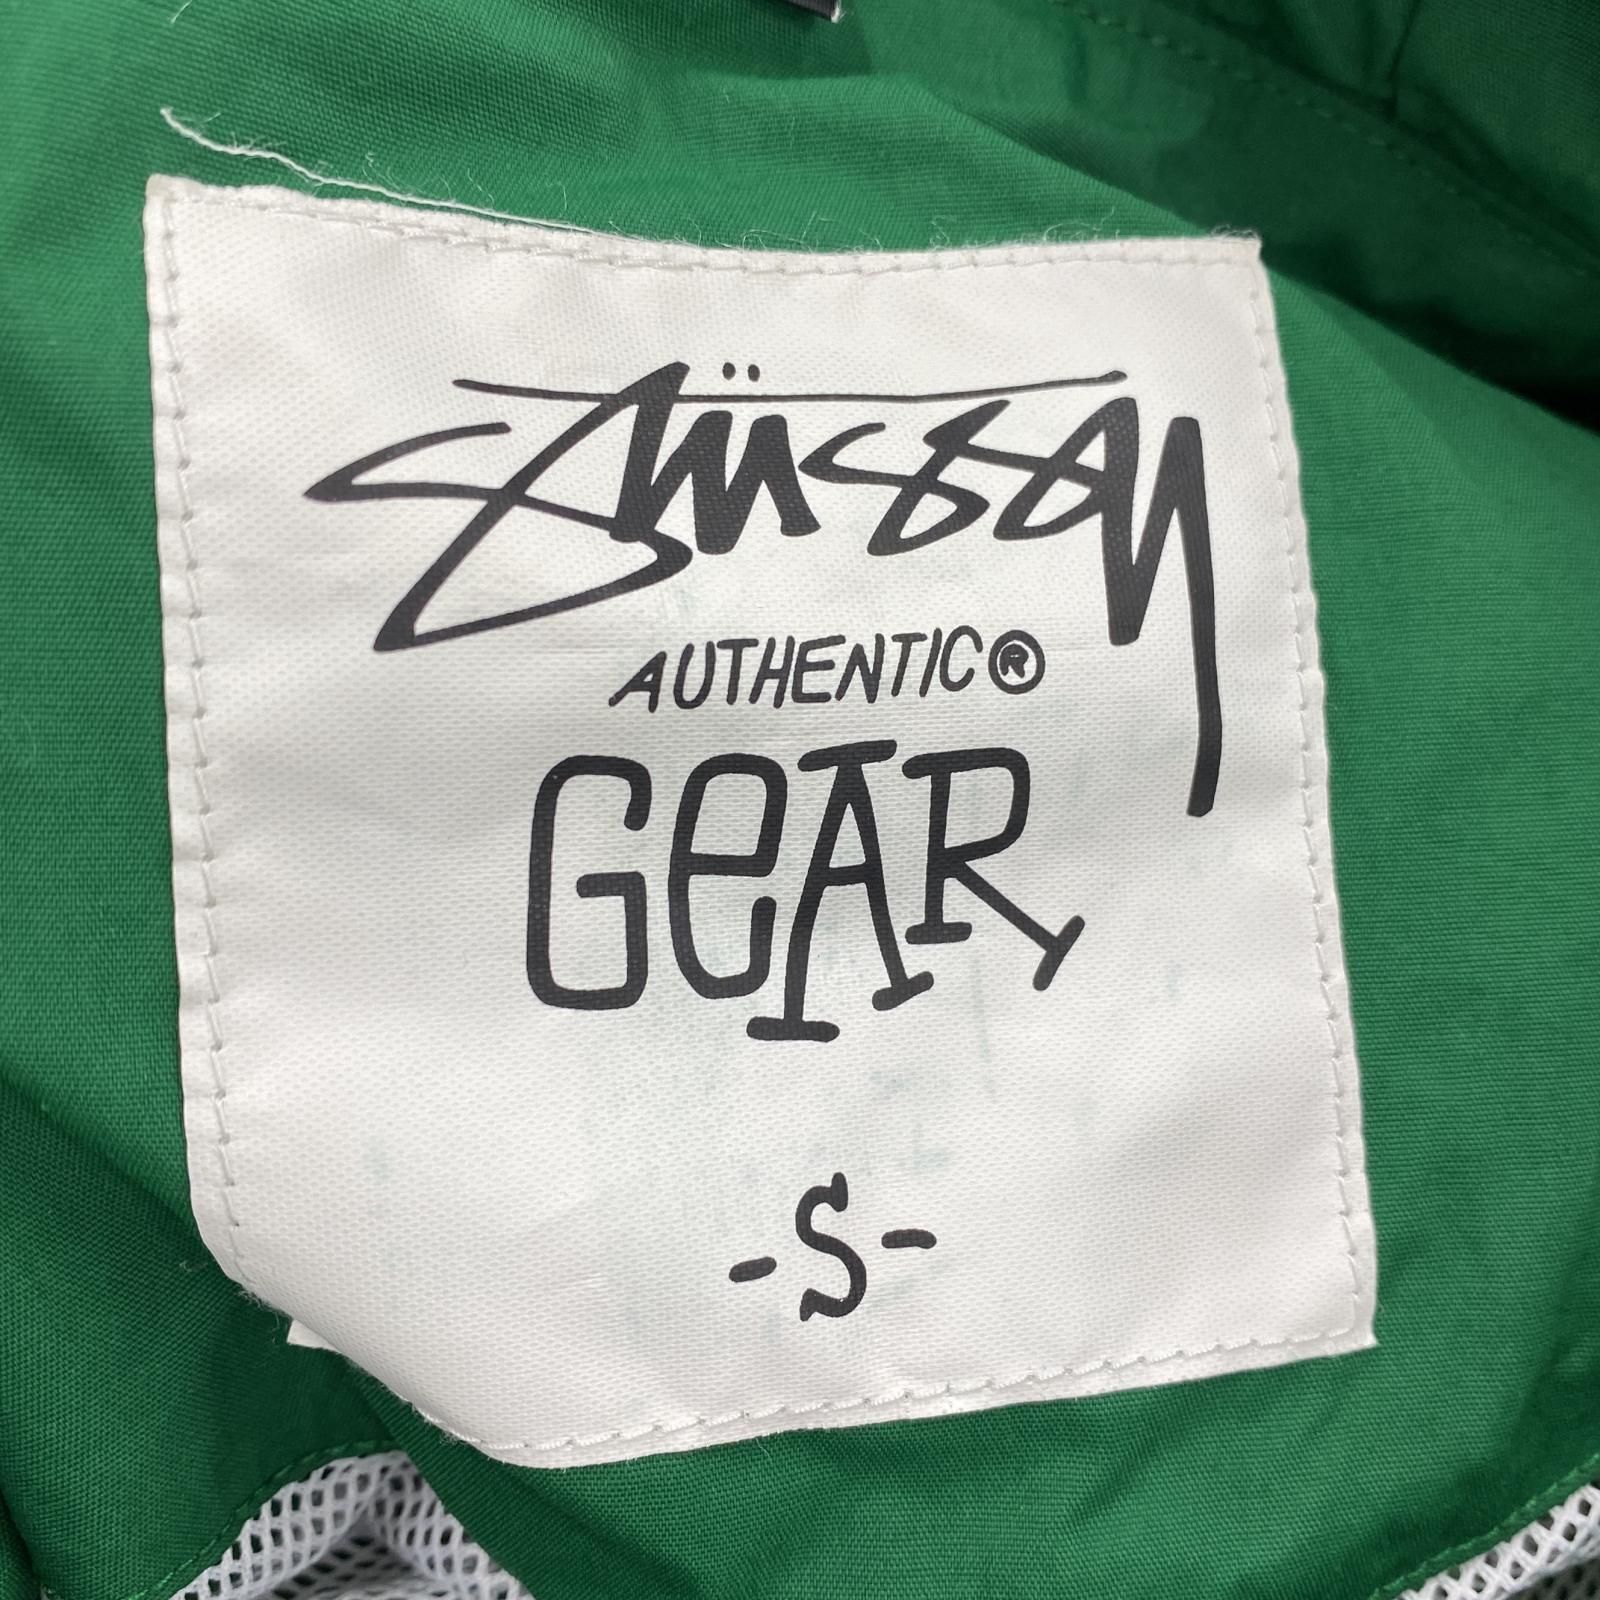 Stüssy
AUTHENTIC®
GeAR
-S-